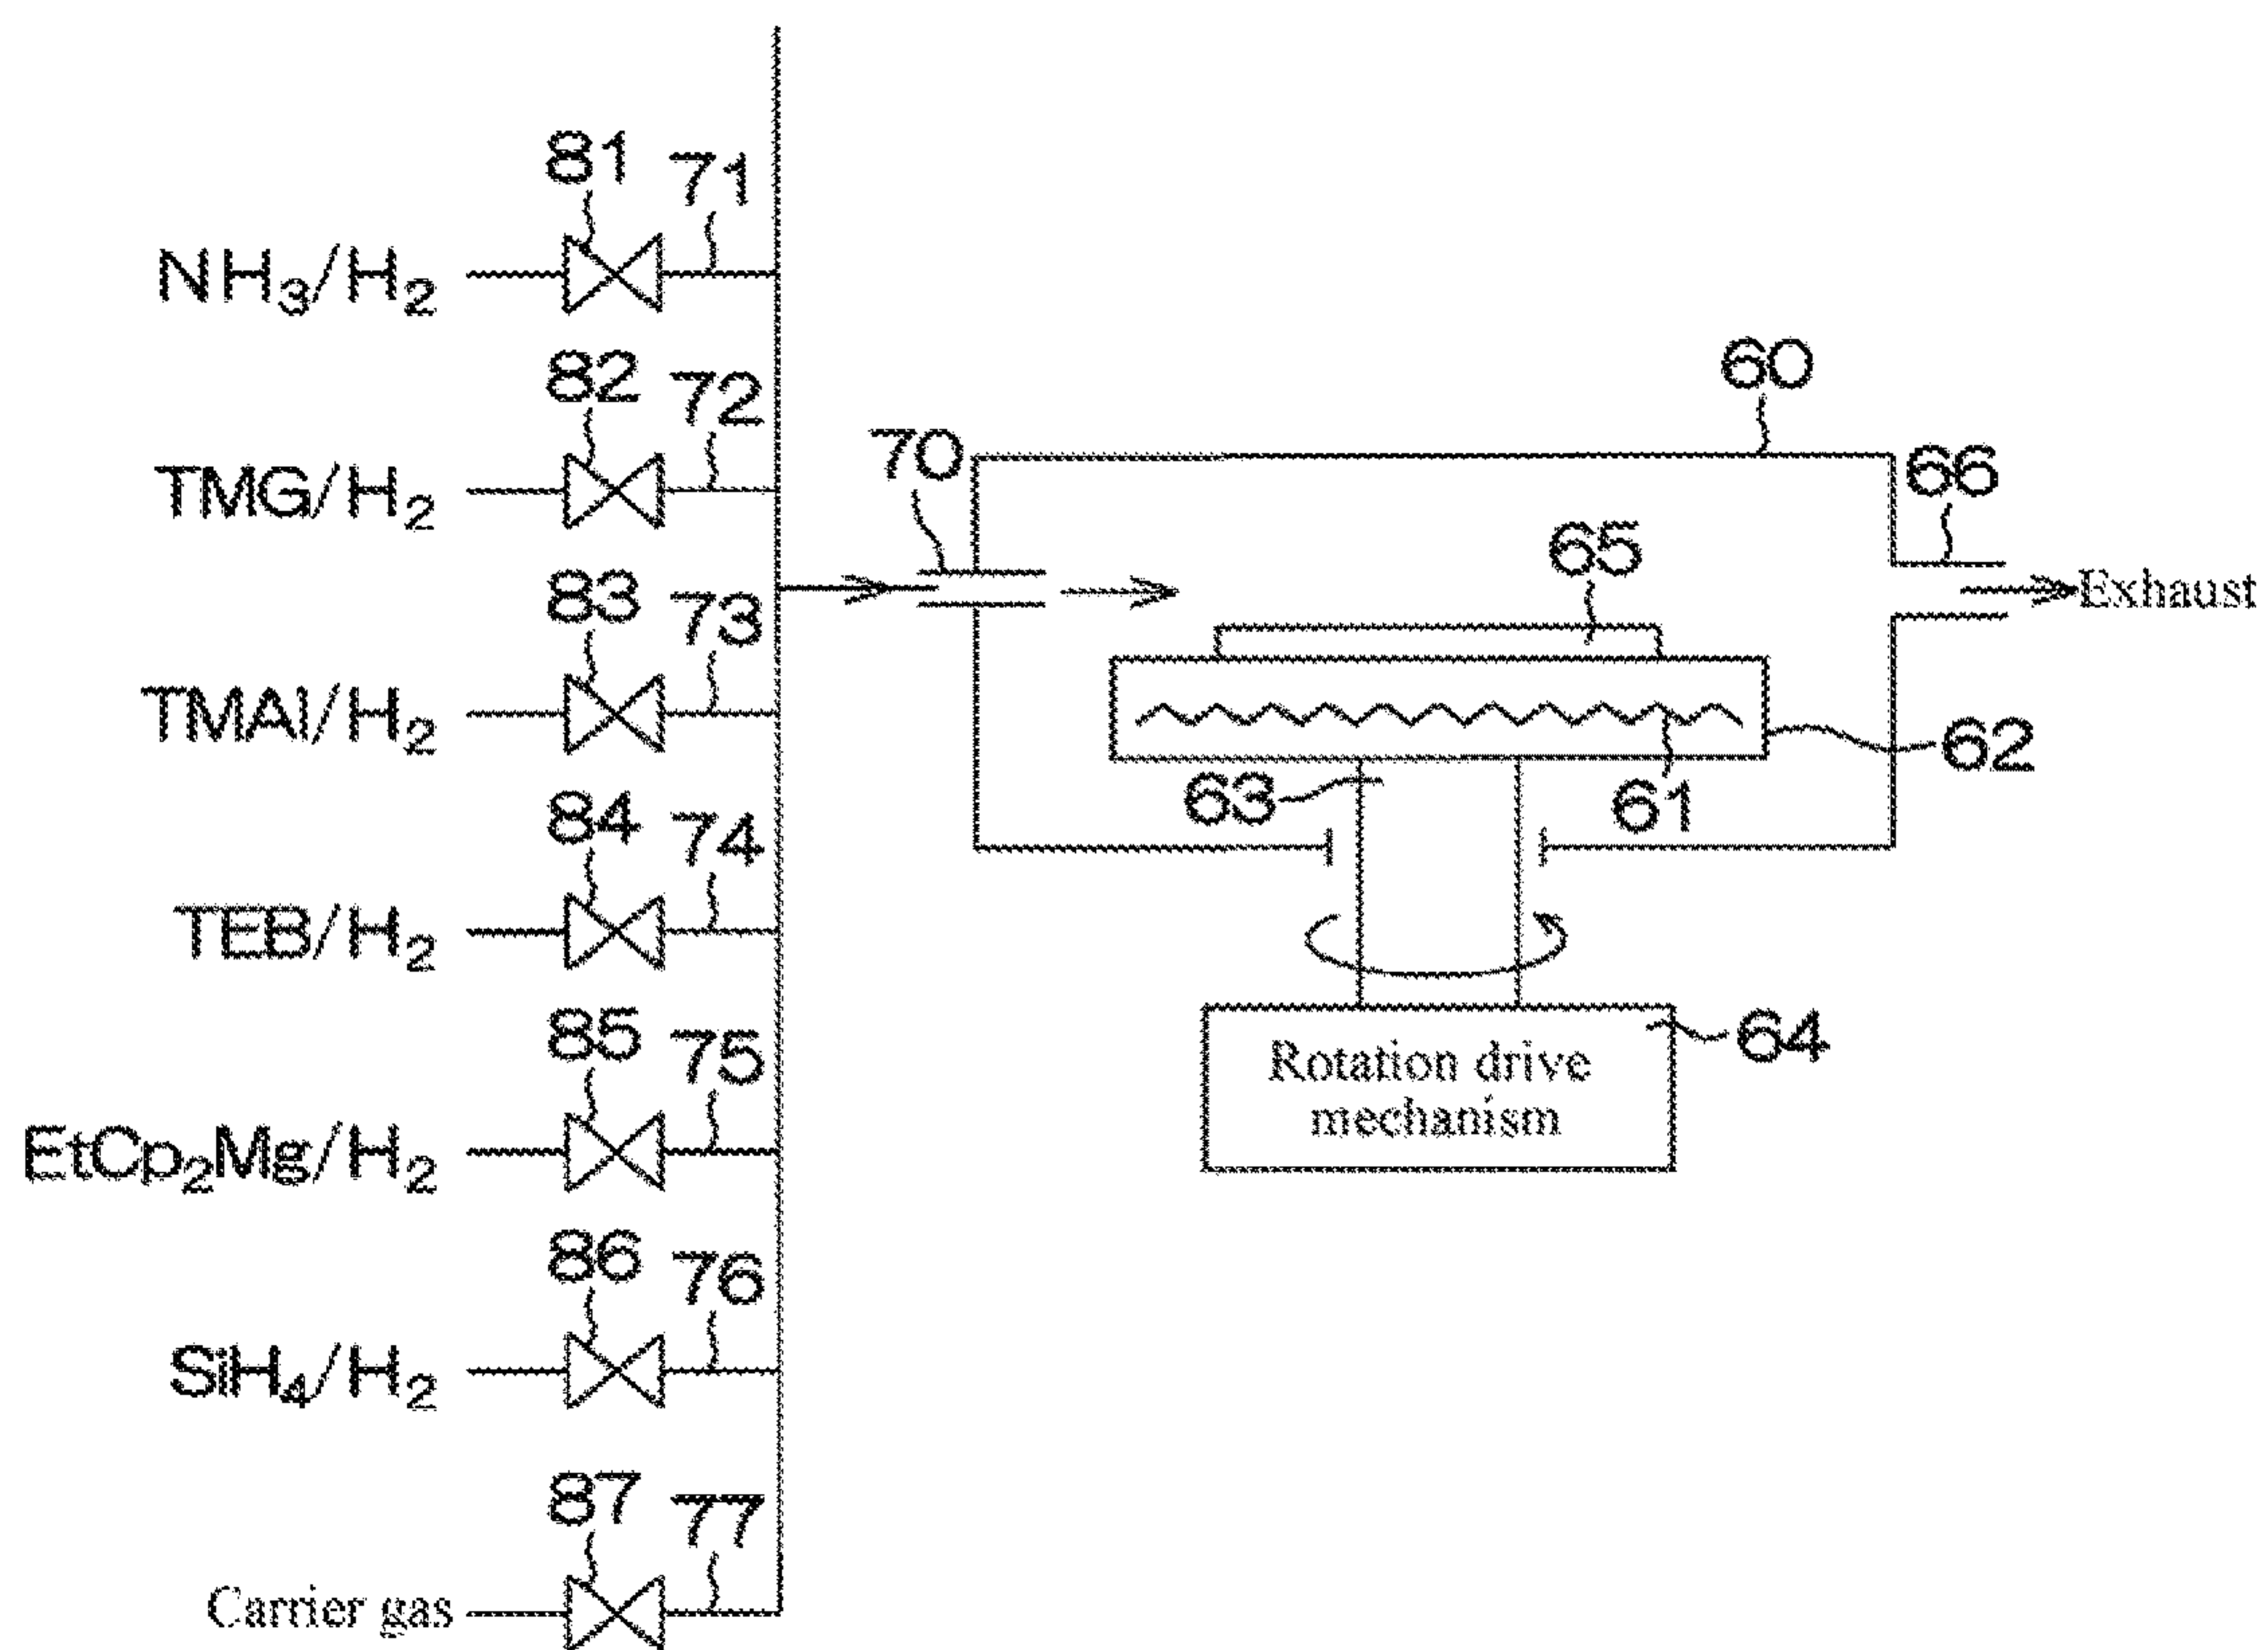 81
71
NH₃/H₂
82
72
TMG/H₂
60
70
66
83
73
65
Exhaust
TMAl/H₂
62
63
61
84
74
TEB/H₂
85
75
64
Rotation drive
mechanism
EtCp₂Mg/H₂
86
76
SiH₄/H₂
87
77
Carrier gas